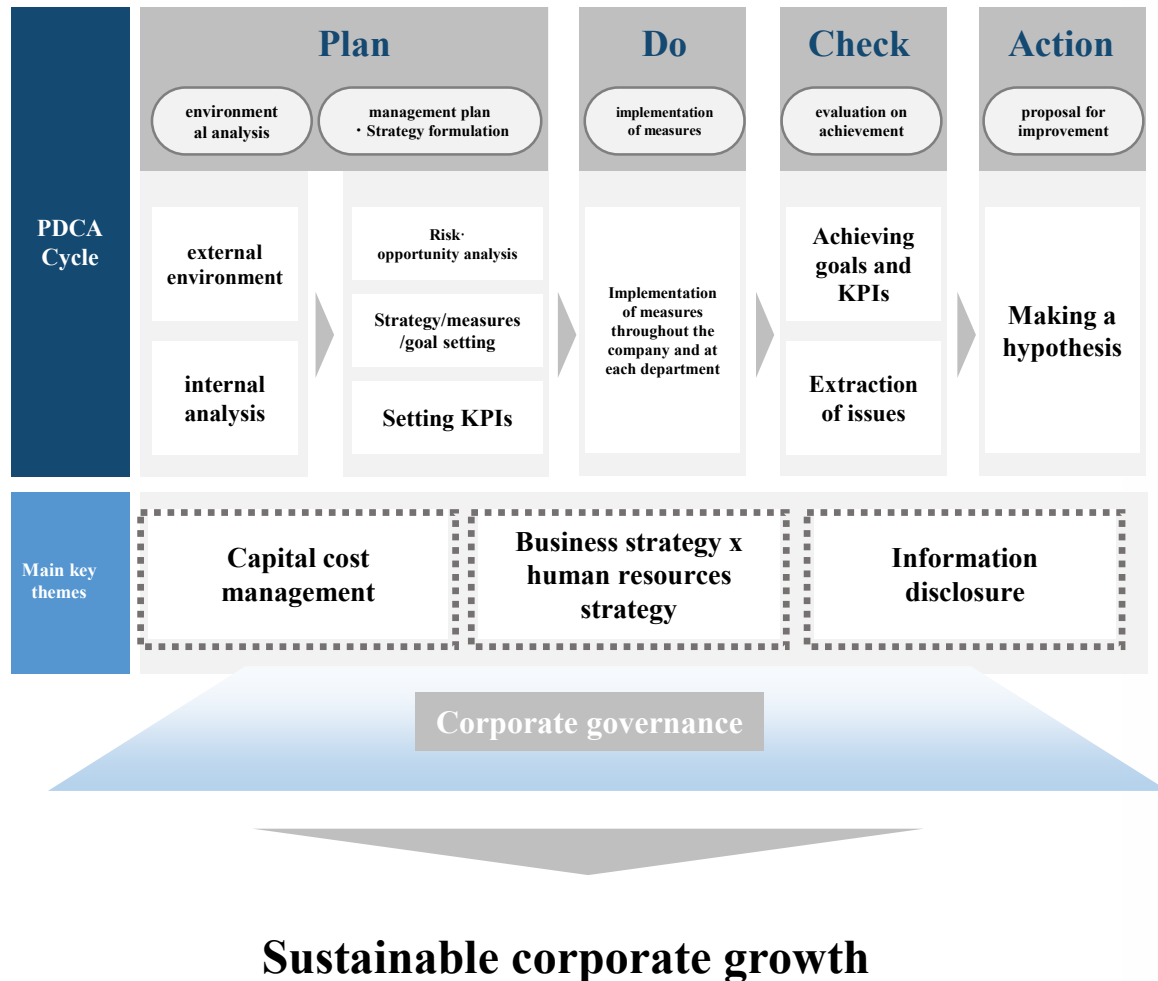 Plan
Do
Check
Action
environment
al analysis
management plan
・Strategy formulation
implementation
of measures
evaluation on
achievement
proposal for
improvement
PDCA
Cycle
external
environment
internal
analysis
Risk·
opportunity analysis
Strategy/measures
/goal setting
Setting KPIs
Implementation
of measures
throughout the
company and at
each department
Achieving
goals and
KPIs
Extraction
of issues
Making a
hypothesis
Main key
themes
Capital cost
management
Business strategy x
human resources
strategy
Information
disclosure
Corporate governance
Sustainable corporate growth